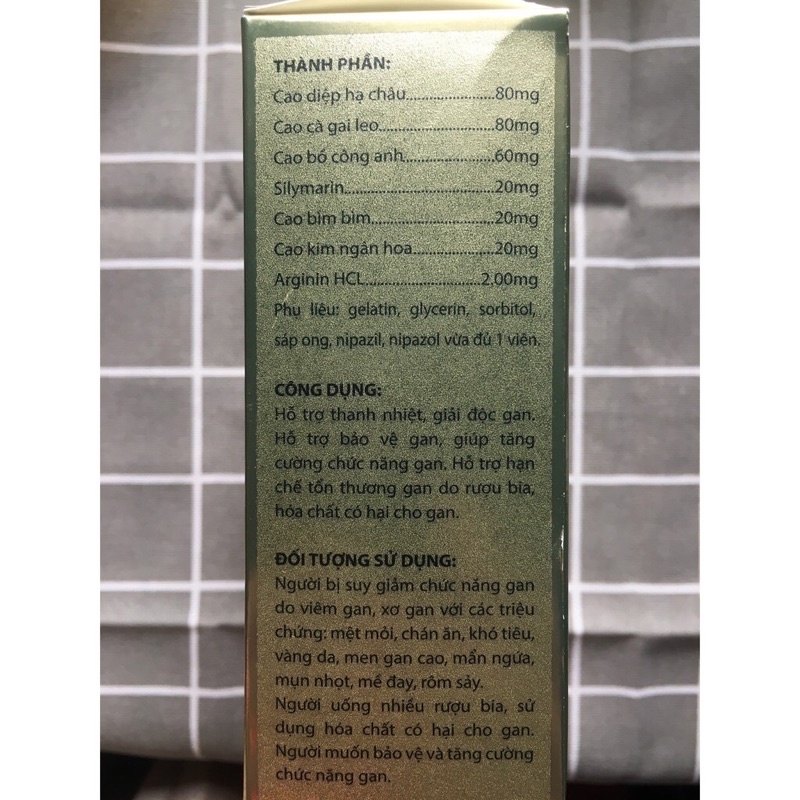 THÀNH PHẦN:
Cao diệp hạ châu......................80mg
Cao cà gai leo............................80mg
Cao bồ công anh......................60mg
Silymarin...................................20mg
Cao bìm bìm.............................20mg
Cao kim ngân hoa....................20mg
Arginin HCL...........................2.00mg
Phụ liệu: gelatin, glycerin, sorbitol,
sáp ong, nipazil, nipazol vừa đủ 1 viên.
CÔNG DỤNG:
Hỗ trợ thanh nhiệt, giải độc gan.
Hỗ trợ bảo vệ gan, giúp tăng
cường chức năng gan. Hỗ trợ hạn
chế tổn thương gan do rượu bia,
hóa chất có hại cho gan.
ĐỐI TƯỢNG SỬ DỤNG:
Người bị suy giảm chức năng gan
do viêm gan, xơ gan với các triệu
chứng: mệt mỏi, chán ăn, khó tiêu,
vàng da, men gan cao, mẩn ngứa,
mụn nhọt, mề đay, rôm sảy.
Người uống nhiều rượu bia, sử
dụng hóa chất có hại cho gan.
Người muốn bảo vệ và tăng cường
chức năng gan.